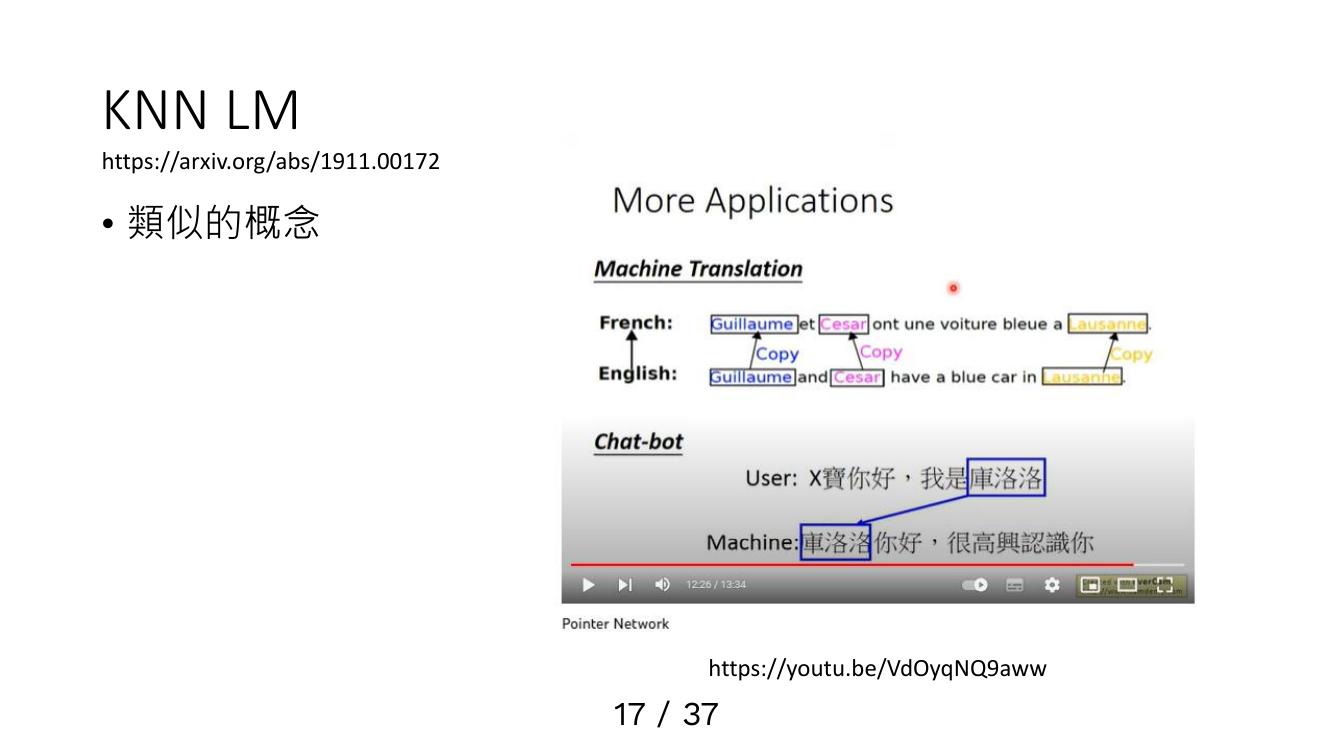 KNN LM
https://arxiv.org/abs/1911.00172
• 類似的概念
More Applications
Machine Translation
French: Guillaume et Cesar ont une voiture bleue a Lausanne.
Copy Copy Copy
English: Guillaume and Cesar have a blue car in Lausanne.
Chat-bot
User: X寶你好，我是庫洛洛
Machine:庫洛洛你好，很高興認識你
12:26 / 13:34
Pointer Network
https://youtu.be/VdOyqNQ9aww
17 / 37